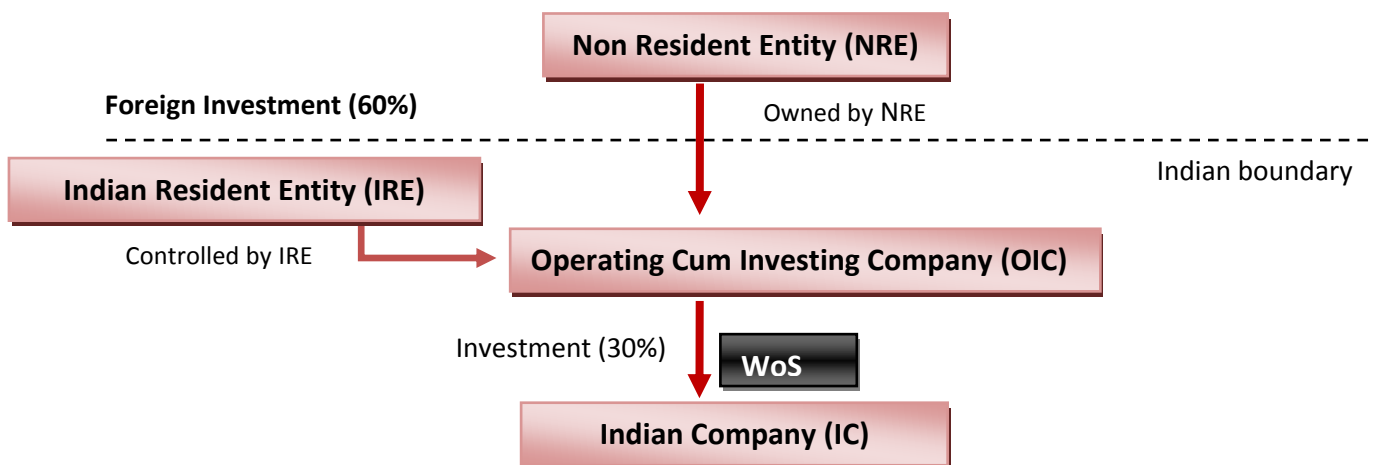 Non Resident Entity (NRE)
Foreign Investment (60%)
Owned by NRE
Indian boundary
Indian Resident Entity (IRE)
Controlled by IRE
Operating Cum Investing Company (OIC)
Investment (30%)
WoS
Indian Company (IC)